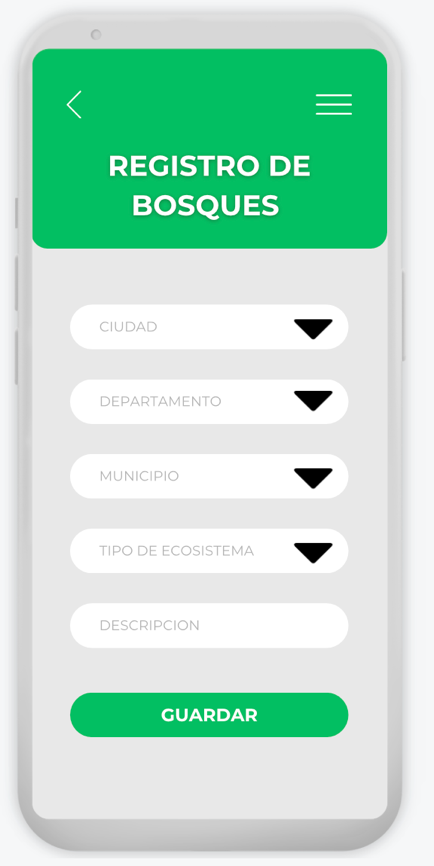 REGISTRO DE
BOSQUES
CIUDAD
DEPARTAMENTO
MUNICIPIO
TIPO DE ECOSISTEMA
DESCRIPCION
GUARDAR